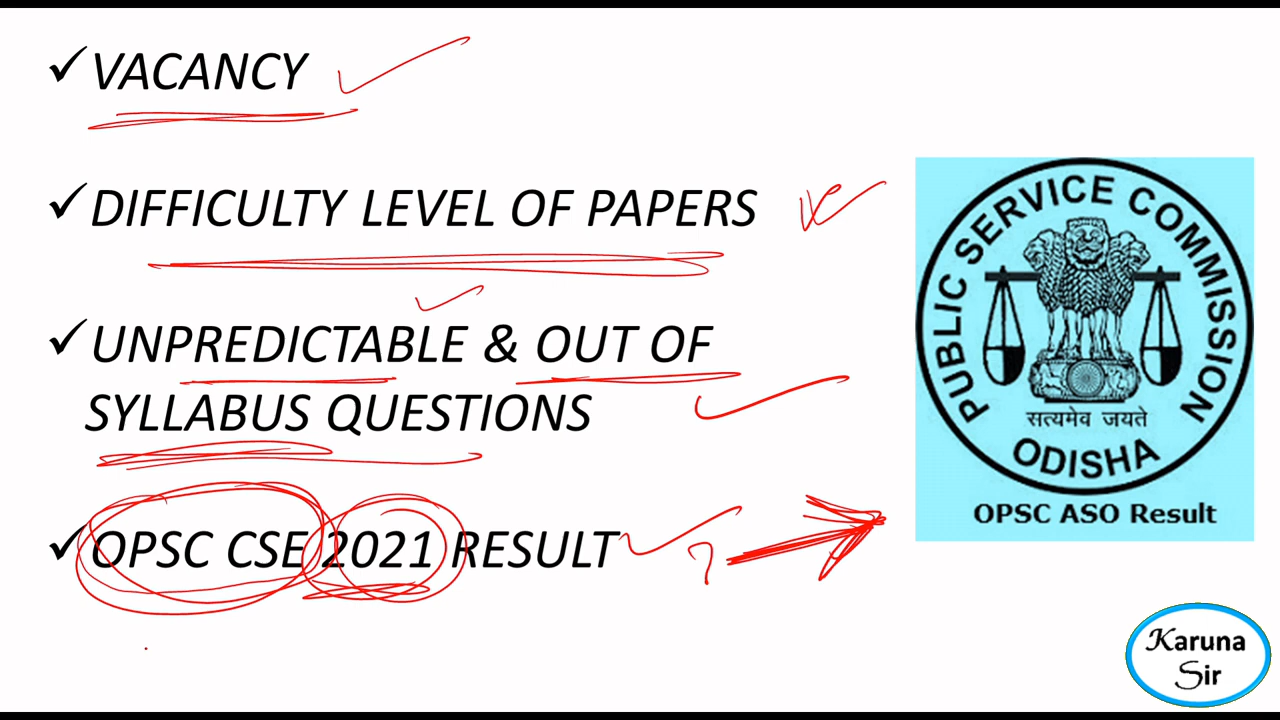 ✓VACANCY
✓DIFFICULTY LEVEL OF PAPERS
✓UNPREDICTABLE & OUT OF
SYLLABUS QUESTIONS
✓OPSC CSE 2021 RESULT
?
PUBLIC SERVICE COMMISSION
सत्यमेव जयते
ODISHA
OPSC ASO Result
Karuna
Sir